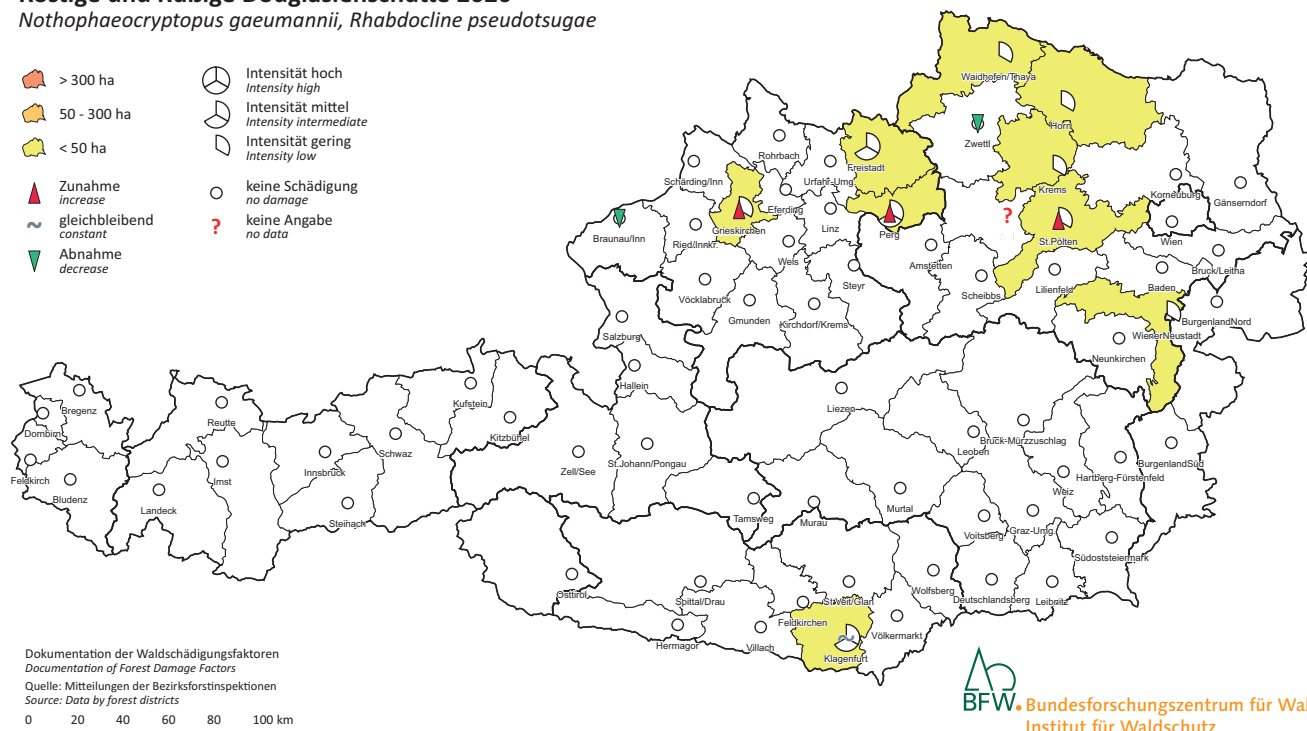 Nothophaeocryptopus gaeumannii, Rhabdocline pseudotsugae
> 300 ha
50 - 300 ha
< 50 ha
Zunahme
increase
~ gleichbleibend
constant
Abnahme
decrease
Intensität hoch
Intensity high
Intensität mittel
Intensity intermediate
Intensität gering
Intensity low
keine Schädigung
no damage
? keine Angabe
no data
Waidhofen/Thaya
Horn
Zwettl
Rohrbach
Freistadt
Schärding/Inn
Urfahr-Umg
Krems
Korneuburg
Gänserndorf
Eferding
?
Grieskirchen
Linz
Perg
St.Pölten
Wien
Braunau/Inn
Ried/Innkr.
Wels
Amstetten
Bruck/Leitha
Steyr
Scheibbs
Lilienfeld
Baden
Vöcklabruck
Gmunden
Kirchdorf/Krems
BurgenlandNord
WienerNeustadt
Salzburg
Neunkirchen
Hallein
Bregenz
Kufstein
Liezen
Dornbirn
Reutte
Kitzbühel
Bruck-Mürzzuschlag
Leoben
Schwaz
St.Johann/Pongau
Zell/See
Innsbruck
BurgenlandSüd
Hartberg-Fürstenfeld
Feldkirch
Imst
Weiz
Bludenz
Landeck
Steinach
Tamsweg
Murau
Murtal
Graz-Umg.
Voitsberg
Südoststeiermark
Osttirol
Spittal/Drau
St.Veit/Glan
Wolfsberg
Deutschlandsberg
Leibnitz
Feldkirchen
Völkermarkt
Hermagor
Villach
~
Klagenfurt
Dokumentation der Waldschädigungsfaktoren
Documentation of Forest Damage Factors
Quelle: Mitteilungen der Bezirksforstinspektionen
Source: Data by forest districts
0 20 40 60 80 100 km
BFW
Bundesforschungszentrum für Wal
Institut für Waldschutz